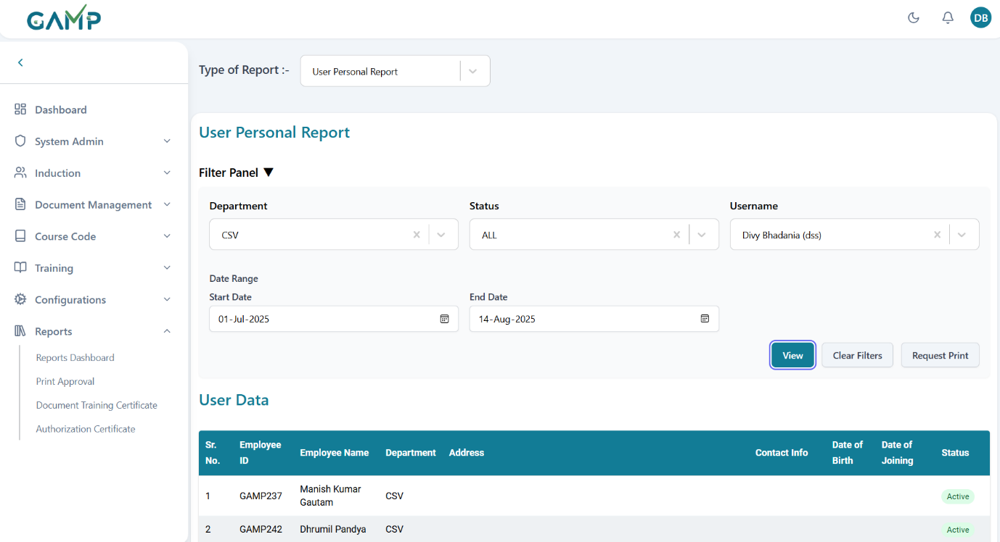 GAMP
DB
Type of Report :-
User Personal Report
Dashboard
System Admin
Induction
Document Management
Course Code
Training
Configurations
Reports
Reports Dashboard
Print Approval
Document Training Certificate
Authorization Certificate
User Personal Report
Filter Panel ▼
Department
Status
Username
CSV
ALL
Divy Bhadania (dss)
Date Range
Start Date
End Date
01-Jul-2025
14-Aug-2025
View
Clear Filters
Request Print
User Data
Sr. No.
Employee ID
Employee Name
Department
Address
Contact Info
Date of Birth
Date of Joining
Status
1 GAMP237 Manish Kumar Gautam CSV Active
2 GAMP242 Dhrumil Pandya CSV Active